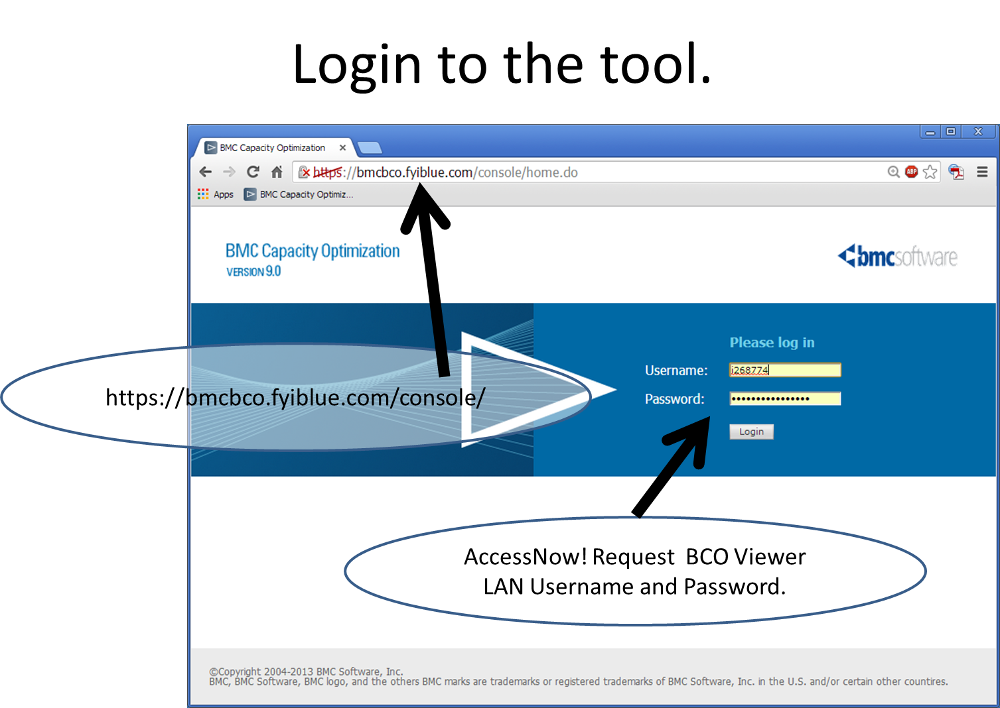 Login to the tool.
BMC Capacity Optimization
https://bmcbco.fyiblue.com/console/home.do
ABP
Apps BMC Capacity Optimiz...
BMC Capacity Optimization
VERSION 9.0
bmcsoftware
Please log in
Username: i268774
Password: ••••••••••••••••
Login
https://bmcbco.fyiblue.com/console/
AccessNow! Request BCO Viewer
LAN Username and Password.
©Copyright 2004-2013 BMC Software, Inc.
BMC, BMC Software, BMC logo, and the others BMC marks are trademarks or registered trademarks of BMC Software, Inc. in the U.S. and/or certain other countires.